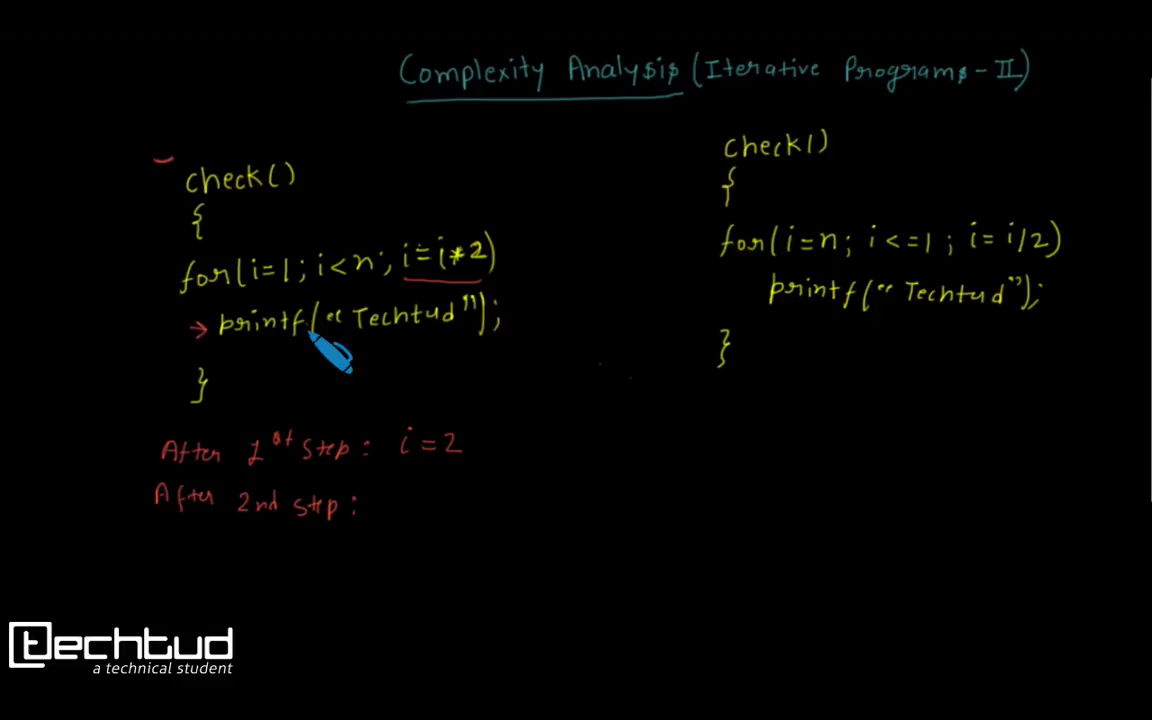 Complexity Analysis (Iterative Programs - II)
check()
{
for(i=1; i<n; i=i*2)
→ printf("Techtud");
}
After 1st step: i=2
After 2nd step:
check()
{
for(i=n; i<=1; i=i/2)
printf("Techtud");
}
techtud
a technical student